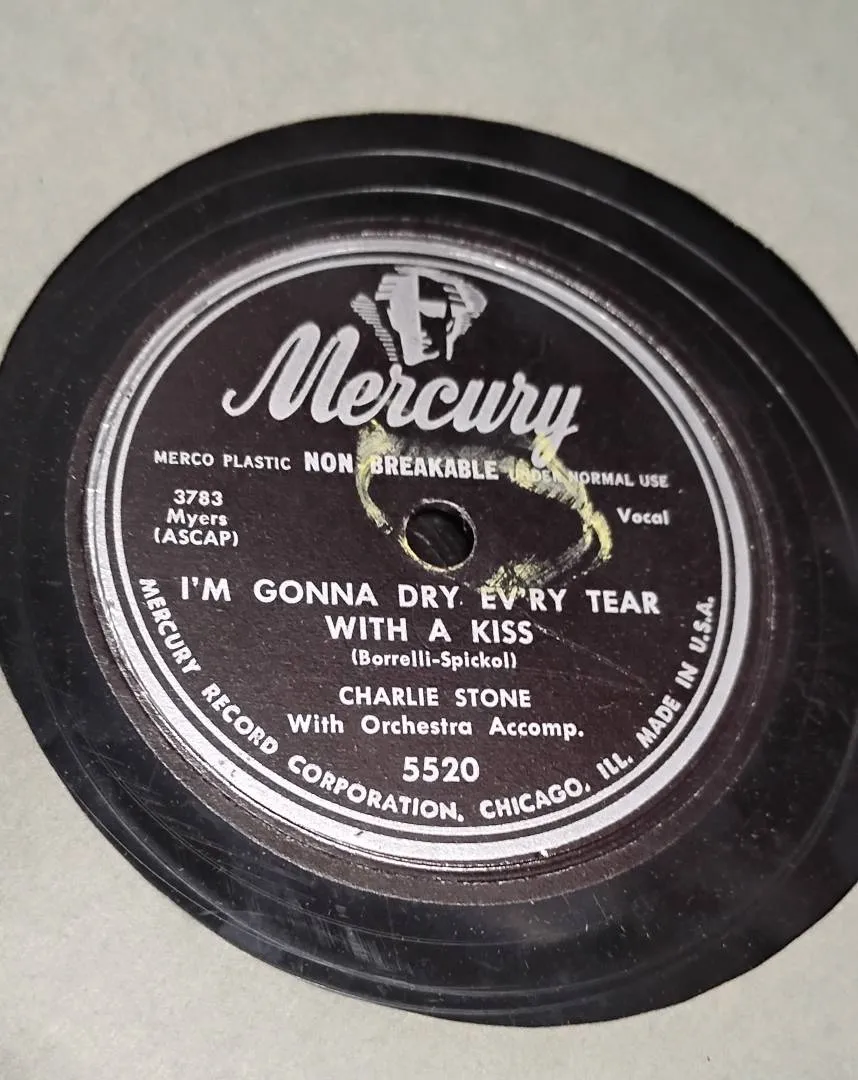 Mercury
MERCO PLASTIC NON BREAKABLE UNDER NORMAL USE
3783
Myers
(ASCAP)
Vocal
I'M GONNA DRY EV'RY TEAR
WITH A KISS
(Borrelli-Spickol)
CHARLIE STONE
With Orchestra Accomp.
5520
MERCURY RECORD CORPORATION, CHICAGO, ILL. MADE IN U.S.A.